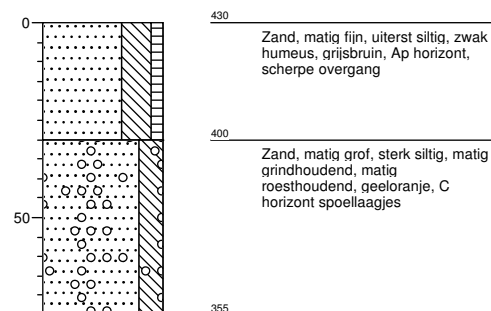 0
430
Zand, matig fijn, uiterst siltig, zwak
humeus, grijsbruin, Ap horizont,
scherpe overgang
400
Zand, matig grof, sterk siltig, matig
grindhoudend, matig
roesthoudend, geeloranje, C
horizont spoellaagjes
50
355